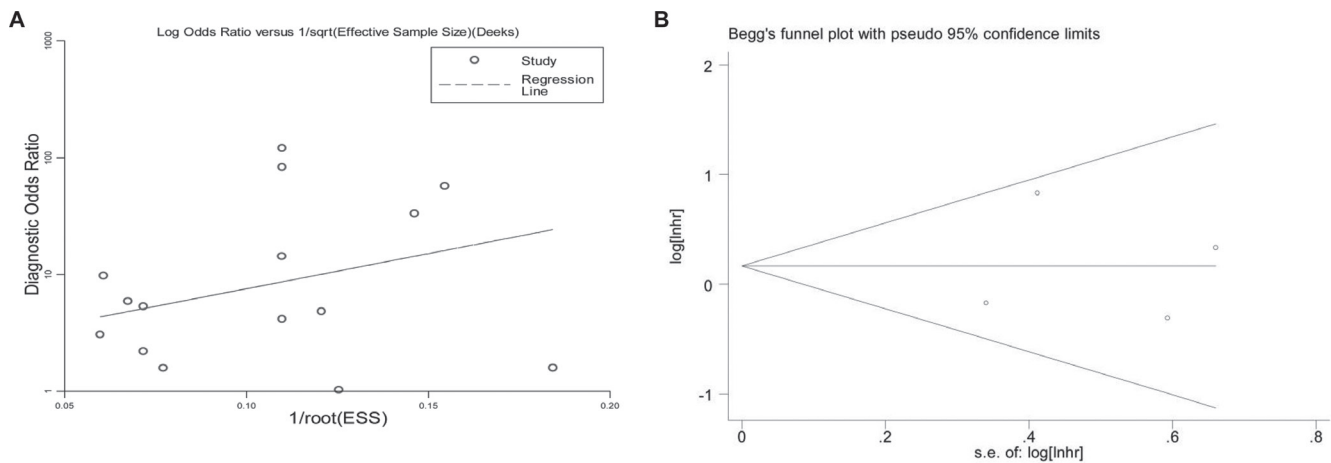 A
Log Odds Ratio versus 1/sqrt(Effective Sample Size)(Deeks)
1000
100
10
1
Diagnostic Odds Ratio
Study
Regression
Line
0.05
0.10
0.15
0.20
1/root(ESS)
B
Begg's funnel plot with pseudo 95% confidence limits
2
1
0
-1
log[lnhr]
0
.2
.4
.6
.8
s.e. of: log[lnhr]